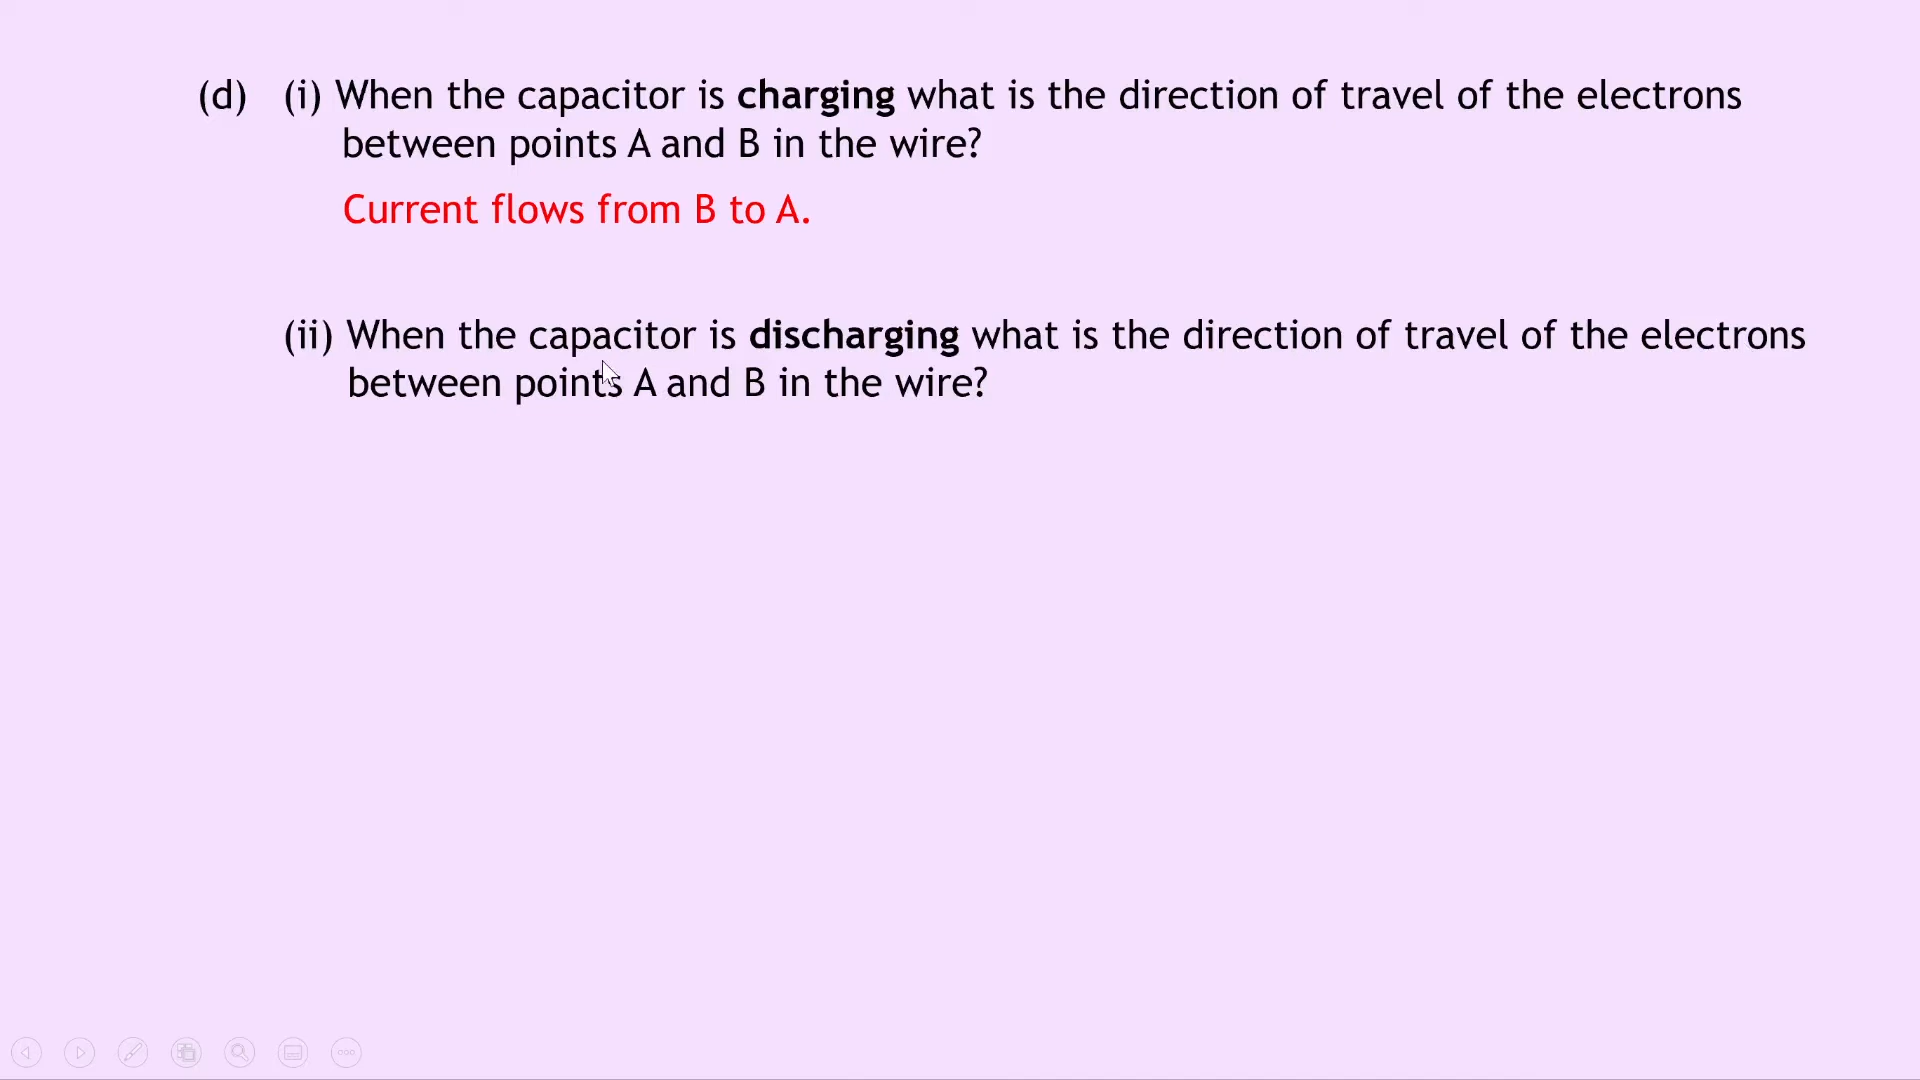 (d) (i) When the capacitor is charging what is the direction of travel of the electrons
between points A and B in the wire?
Current flows from B to A.
(ii) When the capacitor is discharging what is the direction of travel of the electrons
between points A and B in the wire?